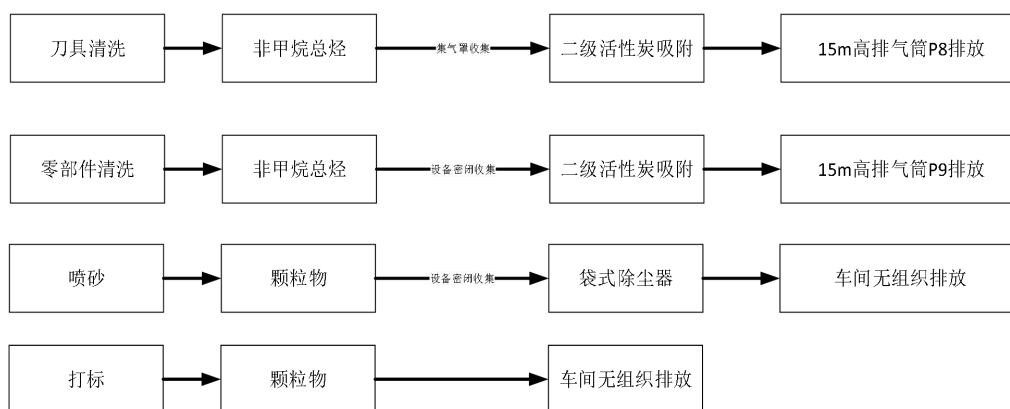 刀具清洗
非甲烷总烃
集气罩收集
二级活性炭吸附
15m高排气筒P8排放
零部件清洗
非甲烷总烃
设备密闭收集
二级活性炭吸附
15m高排气筒P9排放
喷砂
颗粒物
设备密闭收集
袋式除尘器
车间无组织排放
打标
颗粒物
车间无组织排放